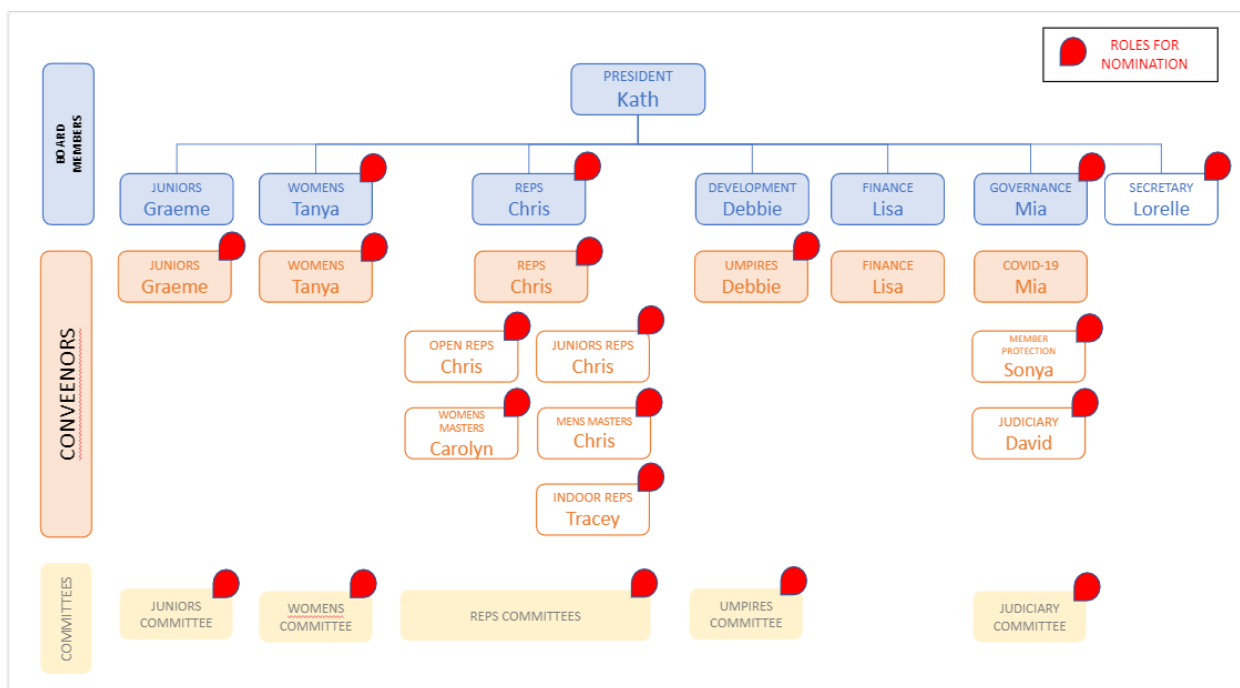 ROLES FOR
NOMINATION
BOARD
MEMBERS
PRESIDENT
Kath
JUNIORS
Graeme
WOMENS
Tanya
REPS
Chris
DEVELOPMENT
Debbie
FINANCE
Lisa
GOVERNANCE
Mia
SECRETARY
Lorelle
CONVEENORS
JUNIORS
Graeme
WOMENS
Tanya
REPS
Chris
UMPIRES
Debbie
FINANCE
Lisa
COVID-19
Mia
OPEN REPS
Chris
JUNIORS REPS
Chris
MEMBER
PROTECTION
Sonya
WOMENS
MASTERS
Carolyn
MENS MASTERS
Chris
JUDICIARY
David
INDOOR REPS
Tracey
COMMITTEES
JUNIORS
COMMITTEE
WOMENS
COMMITTEE
REPS COMMITTEES
UMPIRES
COMMITTEE
JUDICIARY
COMMITTEE